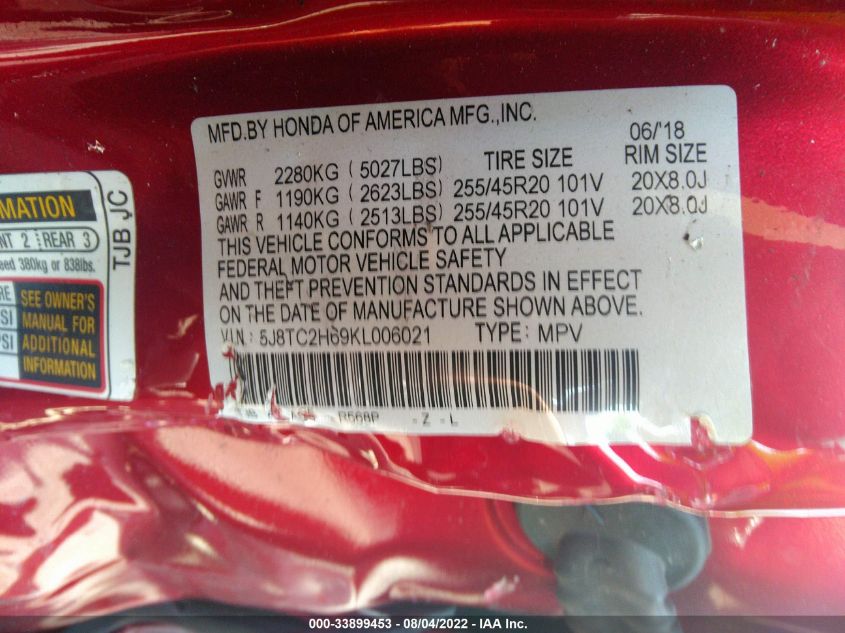 MFD.BY HONDA OF AMERICA MFG.,INC. 06/'18
GVWR 2280KG (5027LBS) TIRE SIZE RIM SIZE
GAWR F 1190KG (2623LBS) 255/45R20 101V 20X8.0J
GAWR R 1140KG (2513LBS) 255/45R20 101V 20X8.0J
THIS VEHICLE CONFORMS TO ALL APPLICABLE
FEDERAL MOTOR VEHICLE SAFETY
AND THEFT PREVENTION STANDARDS IN EFFECT
ON THE DATE OF MANUFACTURE SHOWN ABOVE.
V.I.N.: 5J8TC2H69KL006021 TYPE: MPV
R568P -Z -L
MATION
NT 2 REAR 3
eed 380kg or 838lbs.
RE SEE OWNER'S
SI MANUAL FOR
PSI ADDITIONAL
INFORMATION
TJB JC
000-33899453 - 08/04/2022 - IAA Inc.